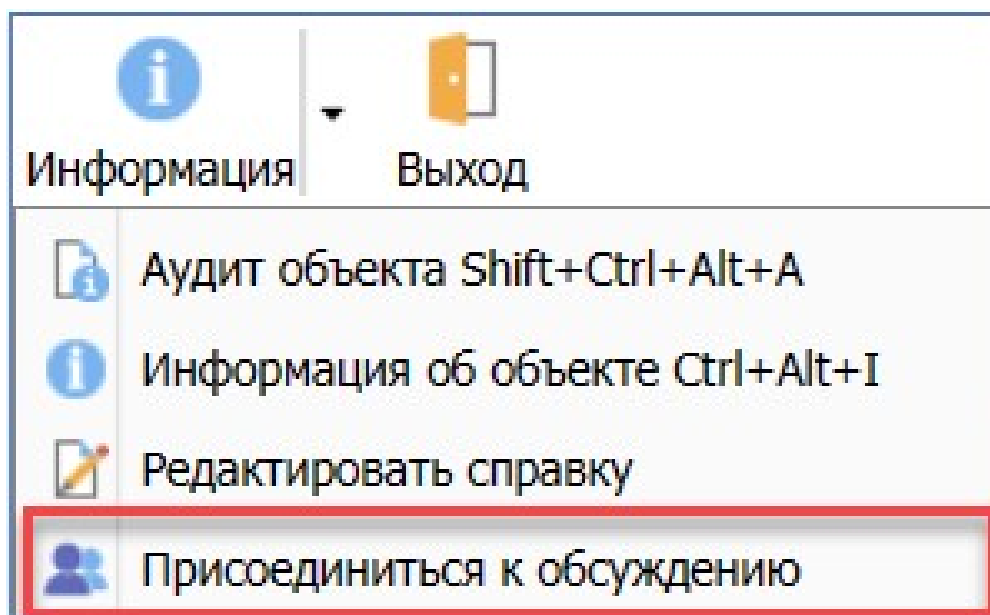 Информация Выход
Аудит объекта Shift+Ctrl+Alt+A
Информация об объекте Ctrl+Alt+I
Редактировать справку
Присоединиться к обсуждению